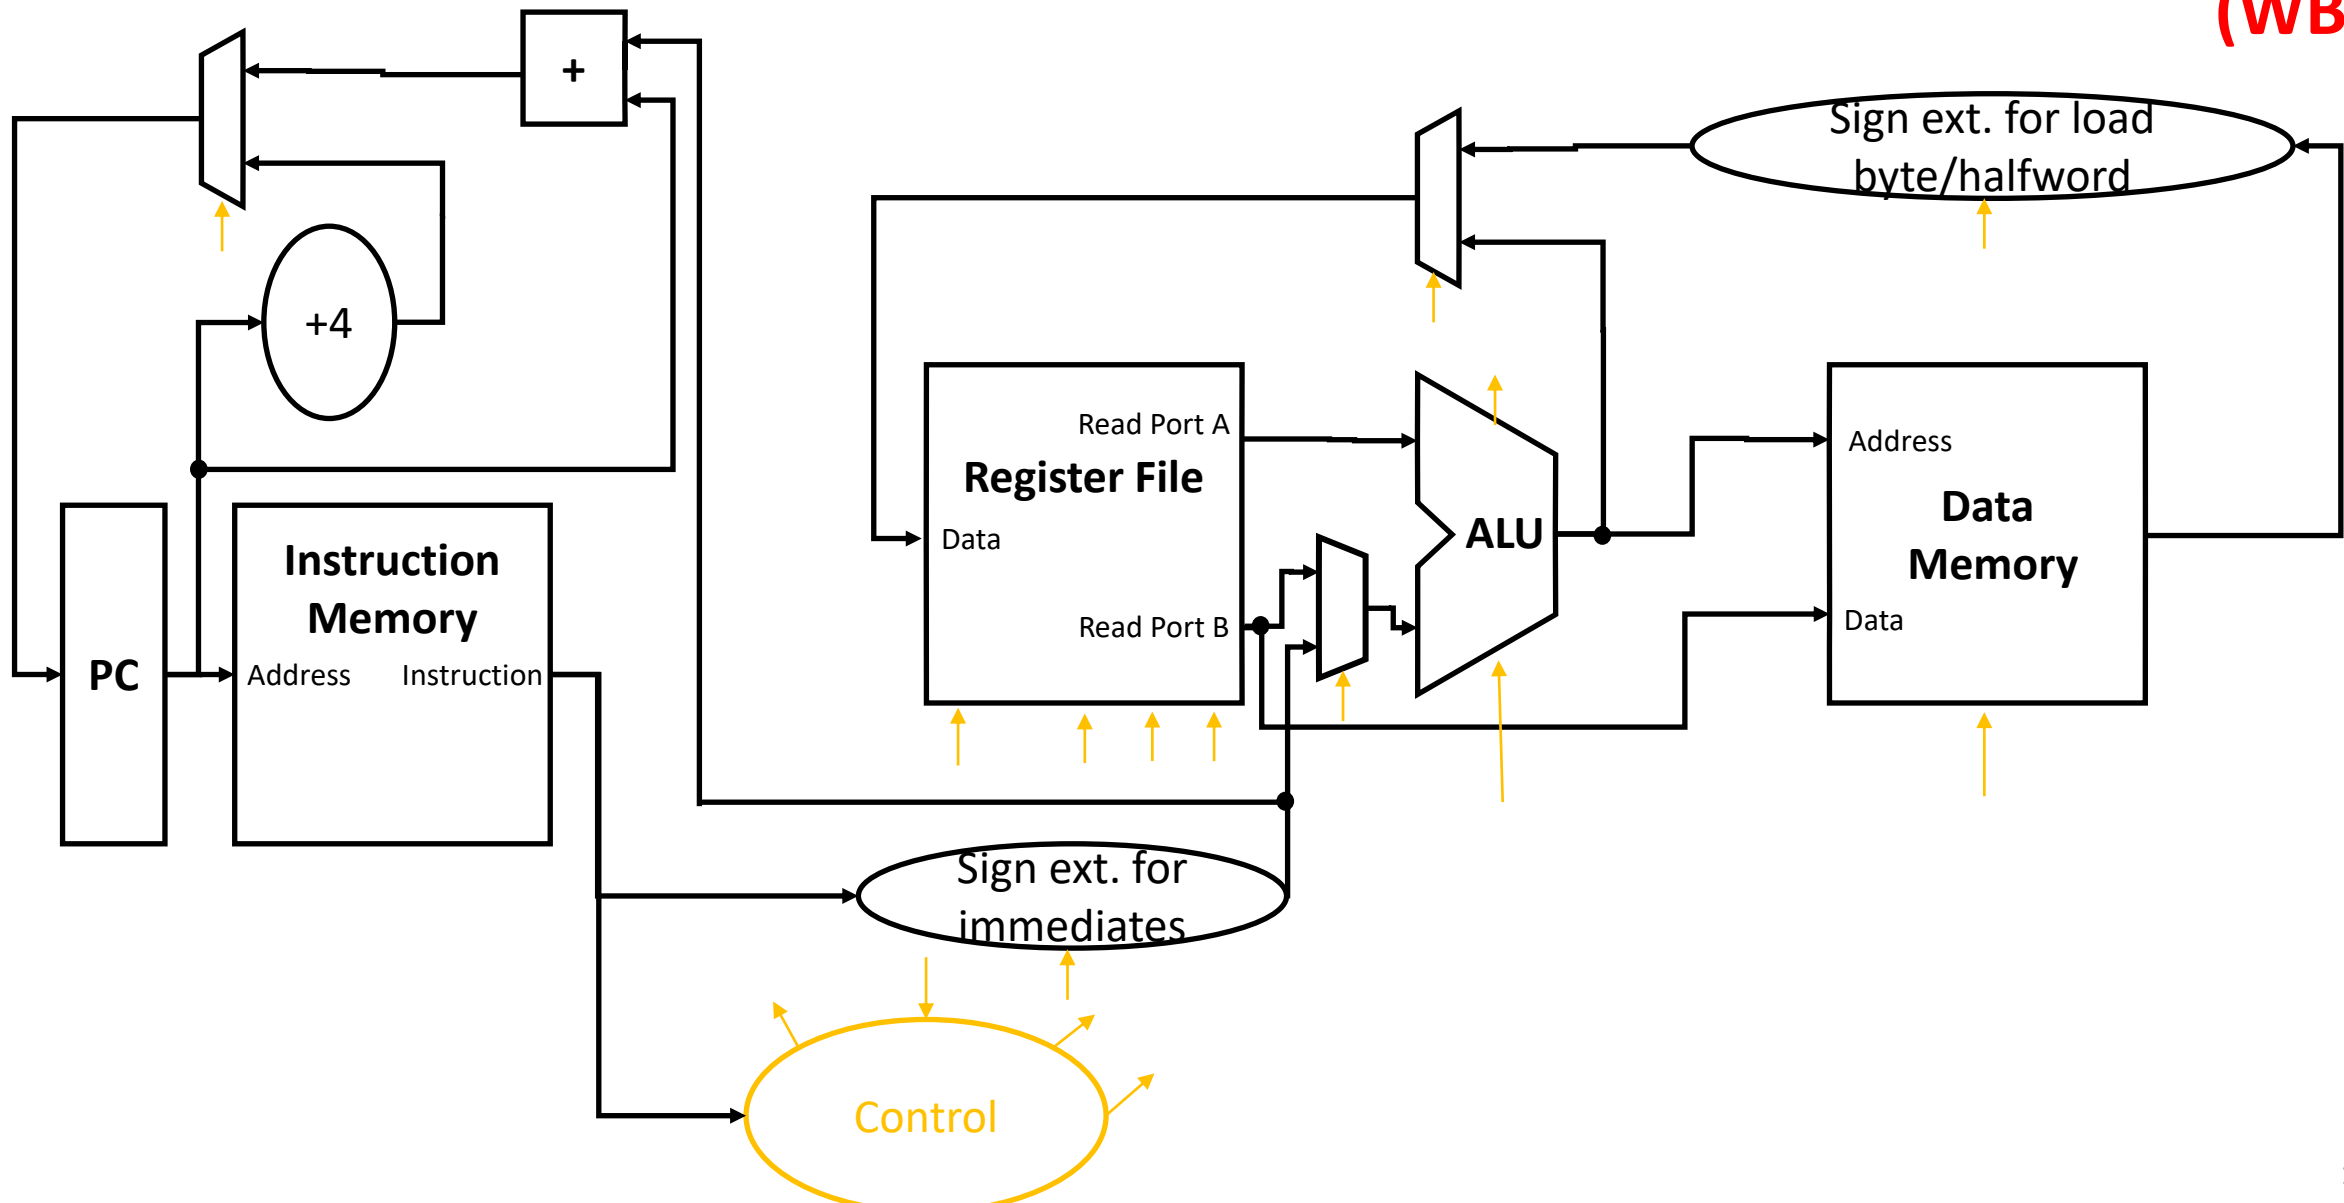 (WB
+
Sign ext. for load
byte/halfword
+4
Read Port A
Register File
Data
Read Port B
ALU
Address
Data
Memory
Data
Instruction
Memory
PC
Address
Instruction
Sign ext. for
immediates
Control